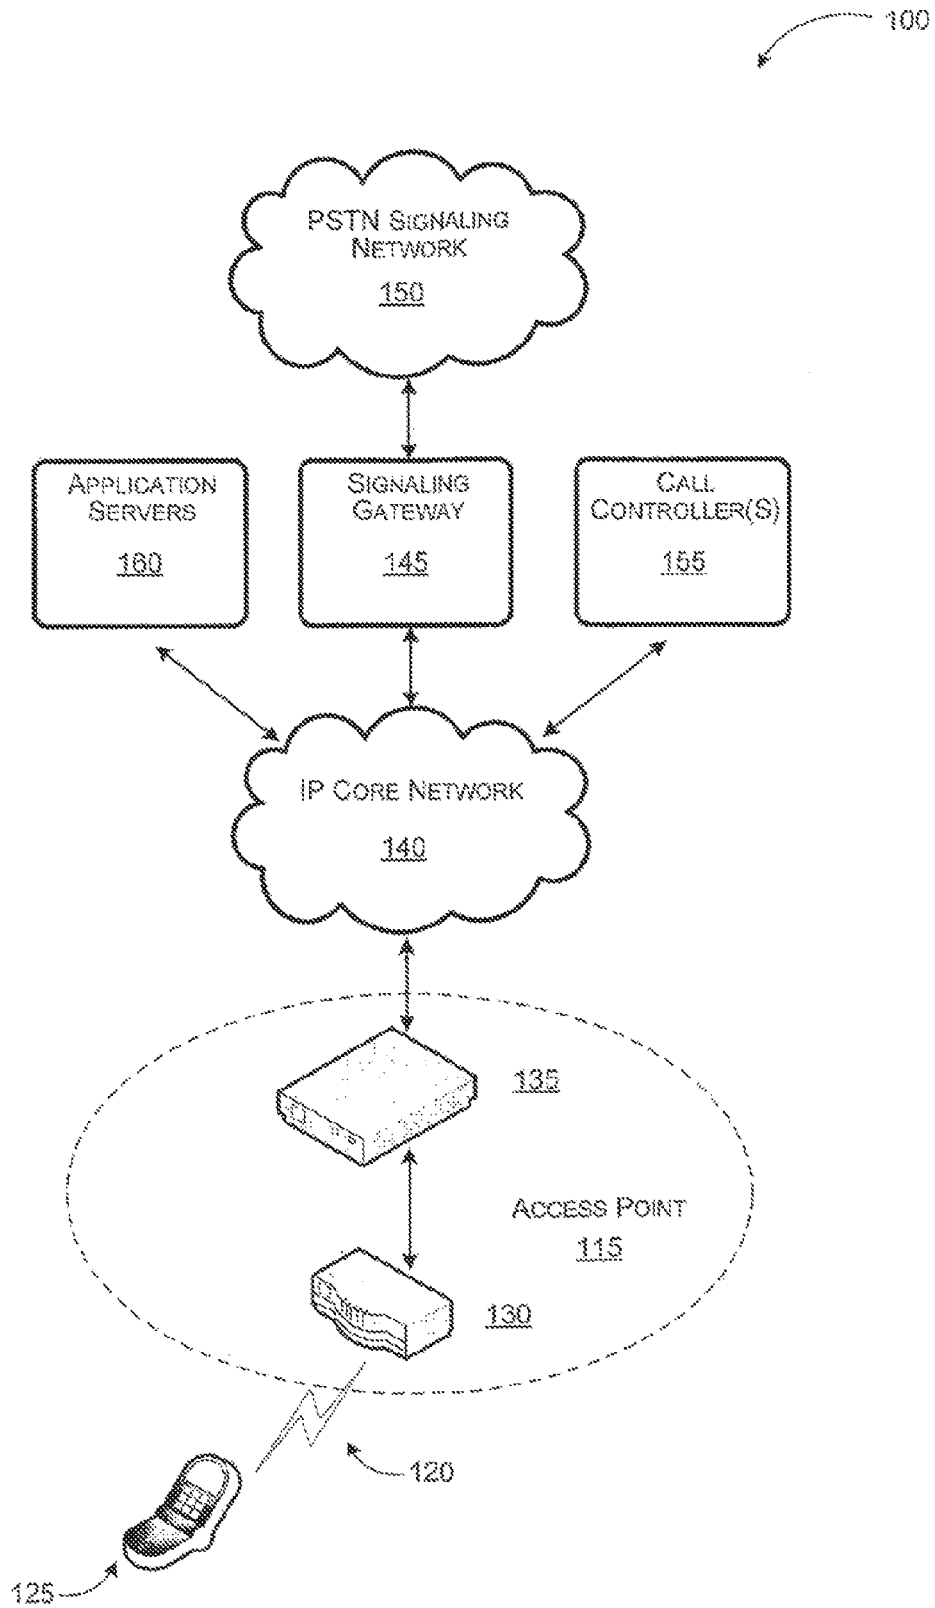 100
PSTN SIGNALING
NETWORK
150
APPLICATION
SERVERS
160
SIGNALING
GATEWAY
145
CALL
CONTROLLER(S)
155
IP CORE NETWORK
140
135
ACCESS POINT
115
130
120
125